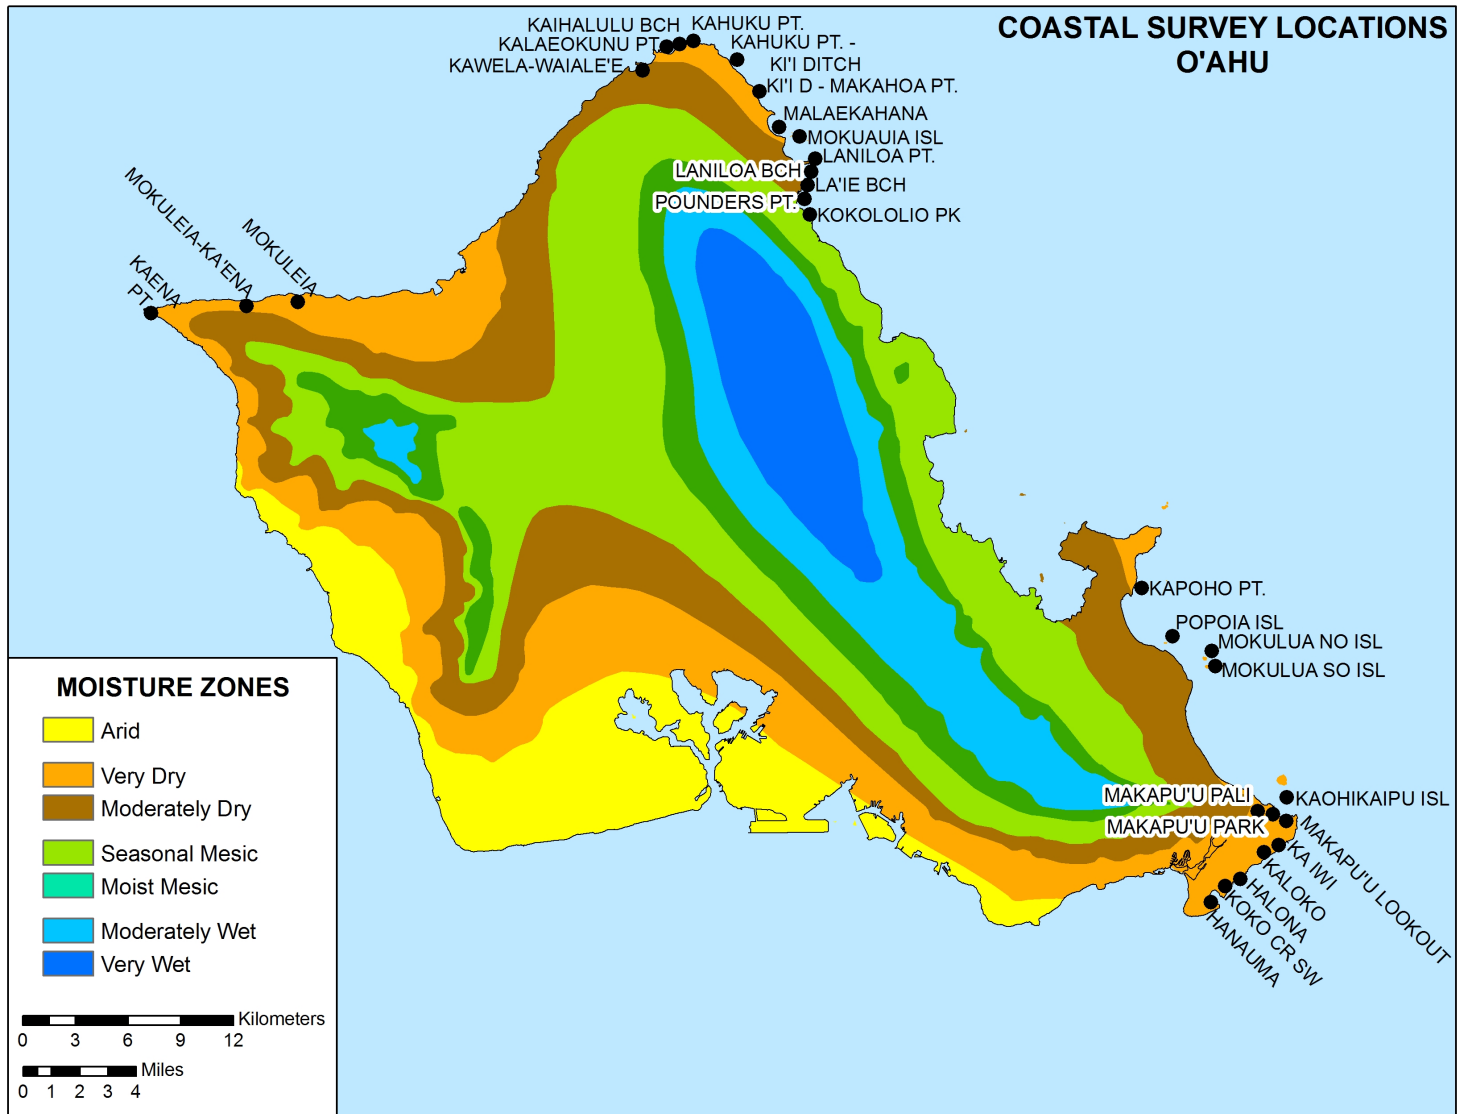 COASTAL SURVEY LOCATIONS
O'AHU
KAIHALULU BCH
KAHUKU PT.
KALAEOKUNU PT.
KAHUKU PT. -
KI'I DITCH
KAWELA-WAIALE'E
KI'I D - MAKAHOA PT.
MALAEKAHANA
MOKUAUIA ISL
LANILOA PT.
LANILOA BCH
LA'IE BCH
POUNDERS PT.
KOKOLOLIO PK
MOKULEIA-KA'ENA
MOKULEIA
KAENA
PT.
KAPOHO PT.
POPOIA ISL
MOKULUA NO ISL
MOKULUA SO ISL
MAKAPU'U PALI
KAOHIKAIPU ISL
MAKAPU'U PARK
MAKAPU'U LOOKOUT
KA IWI
KALOKO
HALONA
KOKO CR SW
HANAUMA
MOISTURE ZONES
Arid
Very Dry
Moderately Dry
Seasonal Mesic
Moist Mesic
Moderately Wet
Very Wet
Kilometers
0 3 6 9 12
Miles
0 1 2 3 4